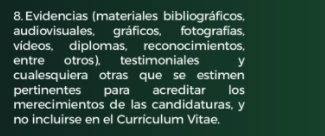 8. Evidencias (materiales bibliográficos,
audiovisuales, gráficos, fotografías,
vídeos, diplomas, reconocimientos,
entre otros), testimoniales y
cualesquiera otras que se estimen
pertinentes para acreditar los
merecimientos de las candidaturas, y
no incluirse en el Currículum Vitae.